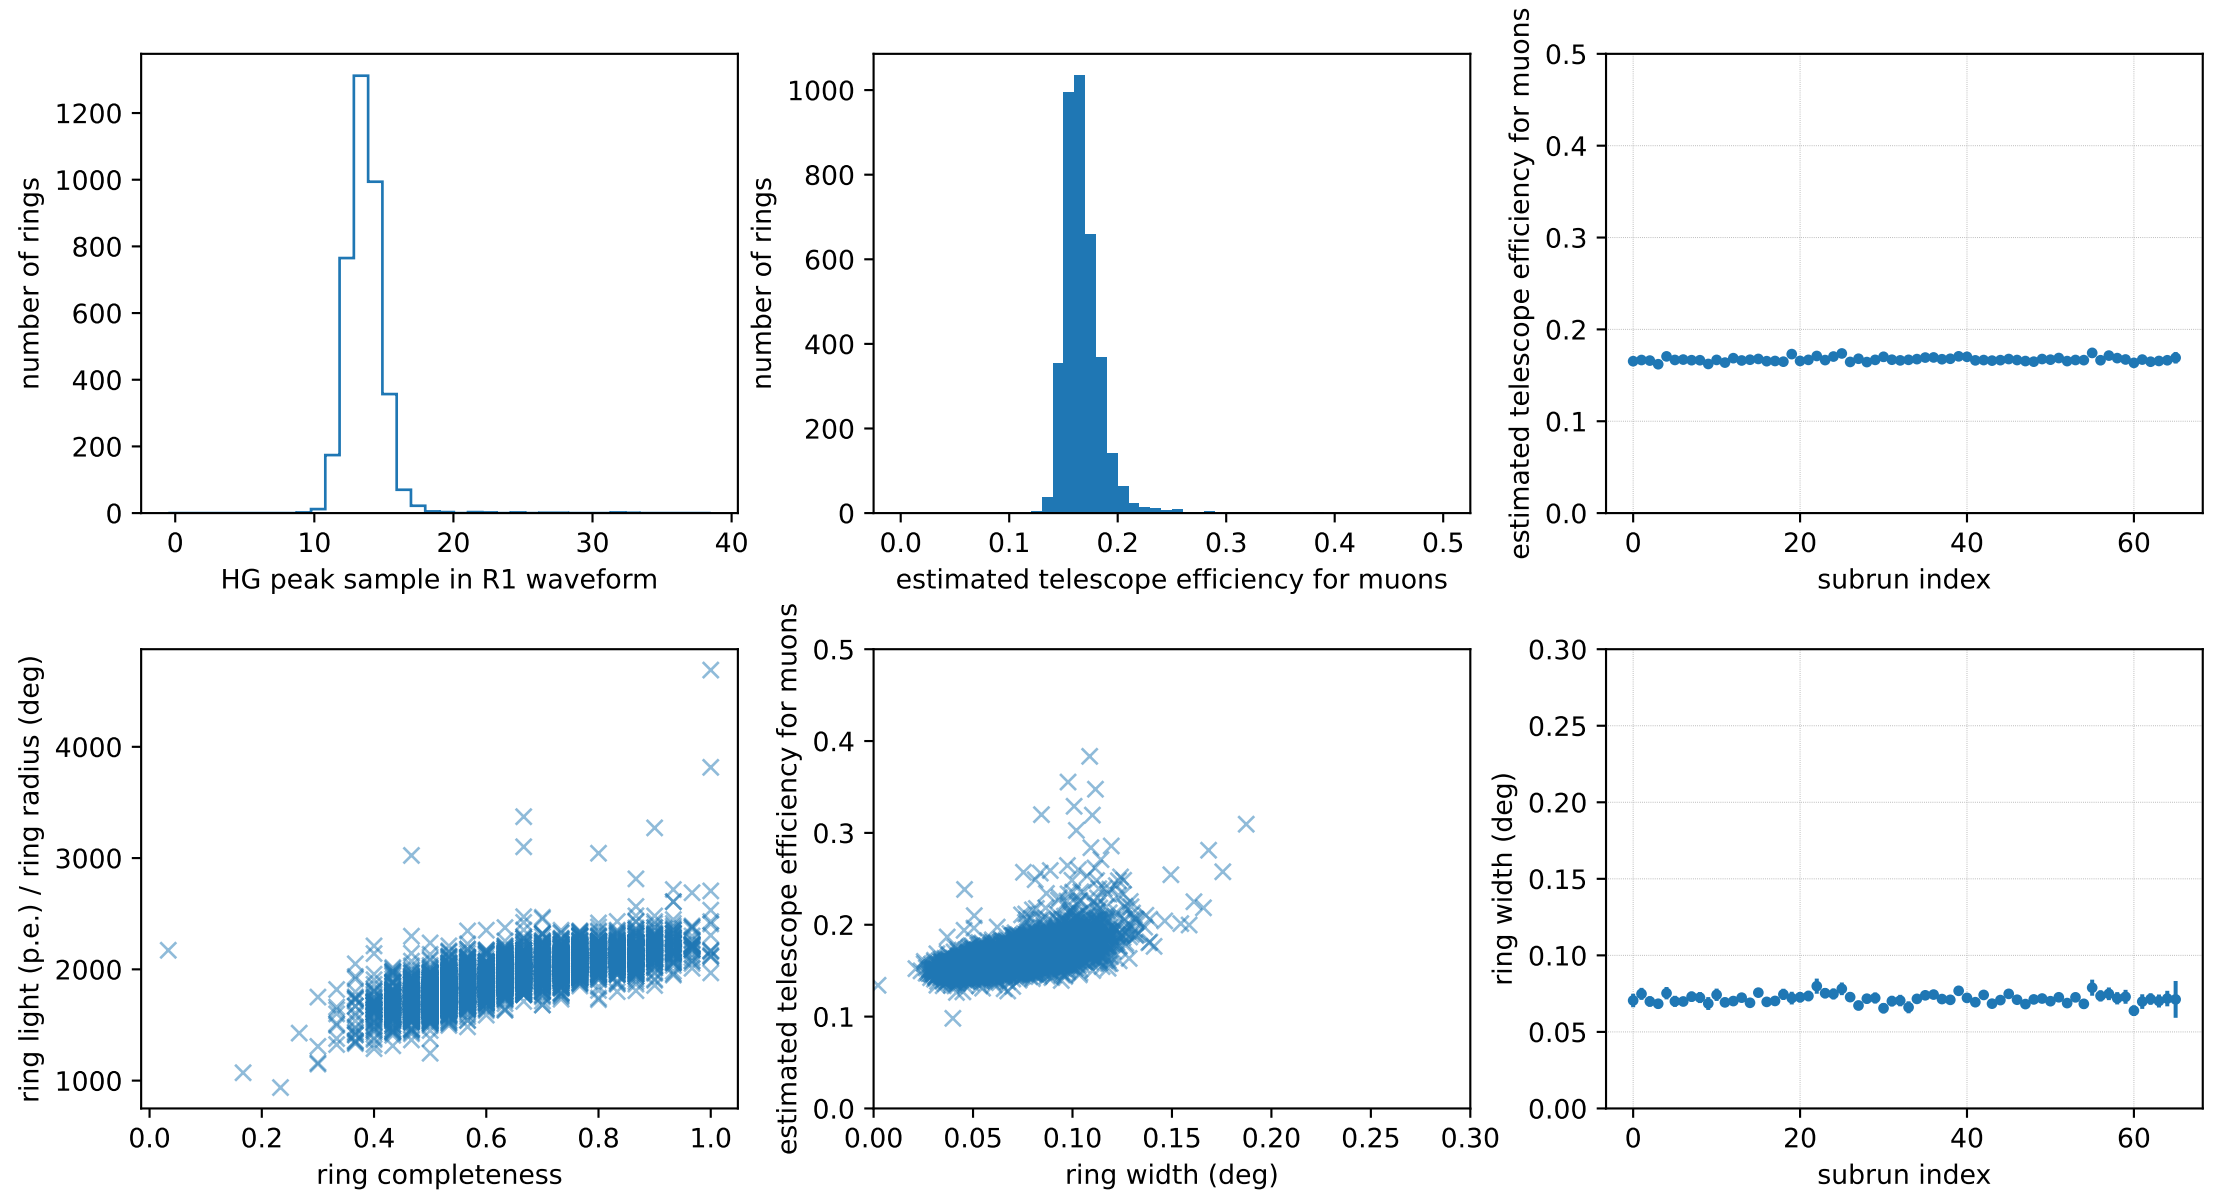 number of rings
1200
1000
800
600
400
200
0
0 10 20 30 40
HG peak sample in R1 waveform
number of rings
1000
800
600
400
200
0
0.0 0.1 0.2 0.3 0.4 0.5
estimated telescope efficiency for muons
estimated telescope efficiency for muons
0.5
0.4
0.3
0.2
0.1
0.0
0 20 40 60
subrun index
ring light (p.e.) / ring radius (deg)
4000
3000
2000
1000
0.0 0.2 0.4 0.6 0.8 1.0
ring completeness
estimated telescope efficiency for muons
0.5
0.4
0.3
0.2
0.1
0.0
0.00 0.05 0.10 0.15 0.20 0.25 0.30
ring width (deg)
ring width (deg)
0.30
0.25
0.20
0.15
0.10
0.05
0.00
0 20 40 60
subrun index